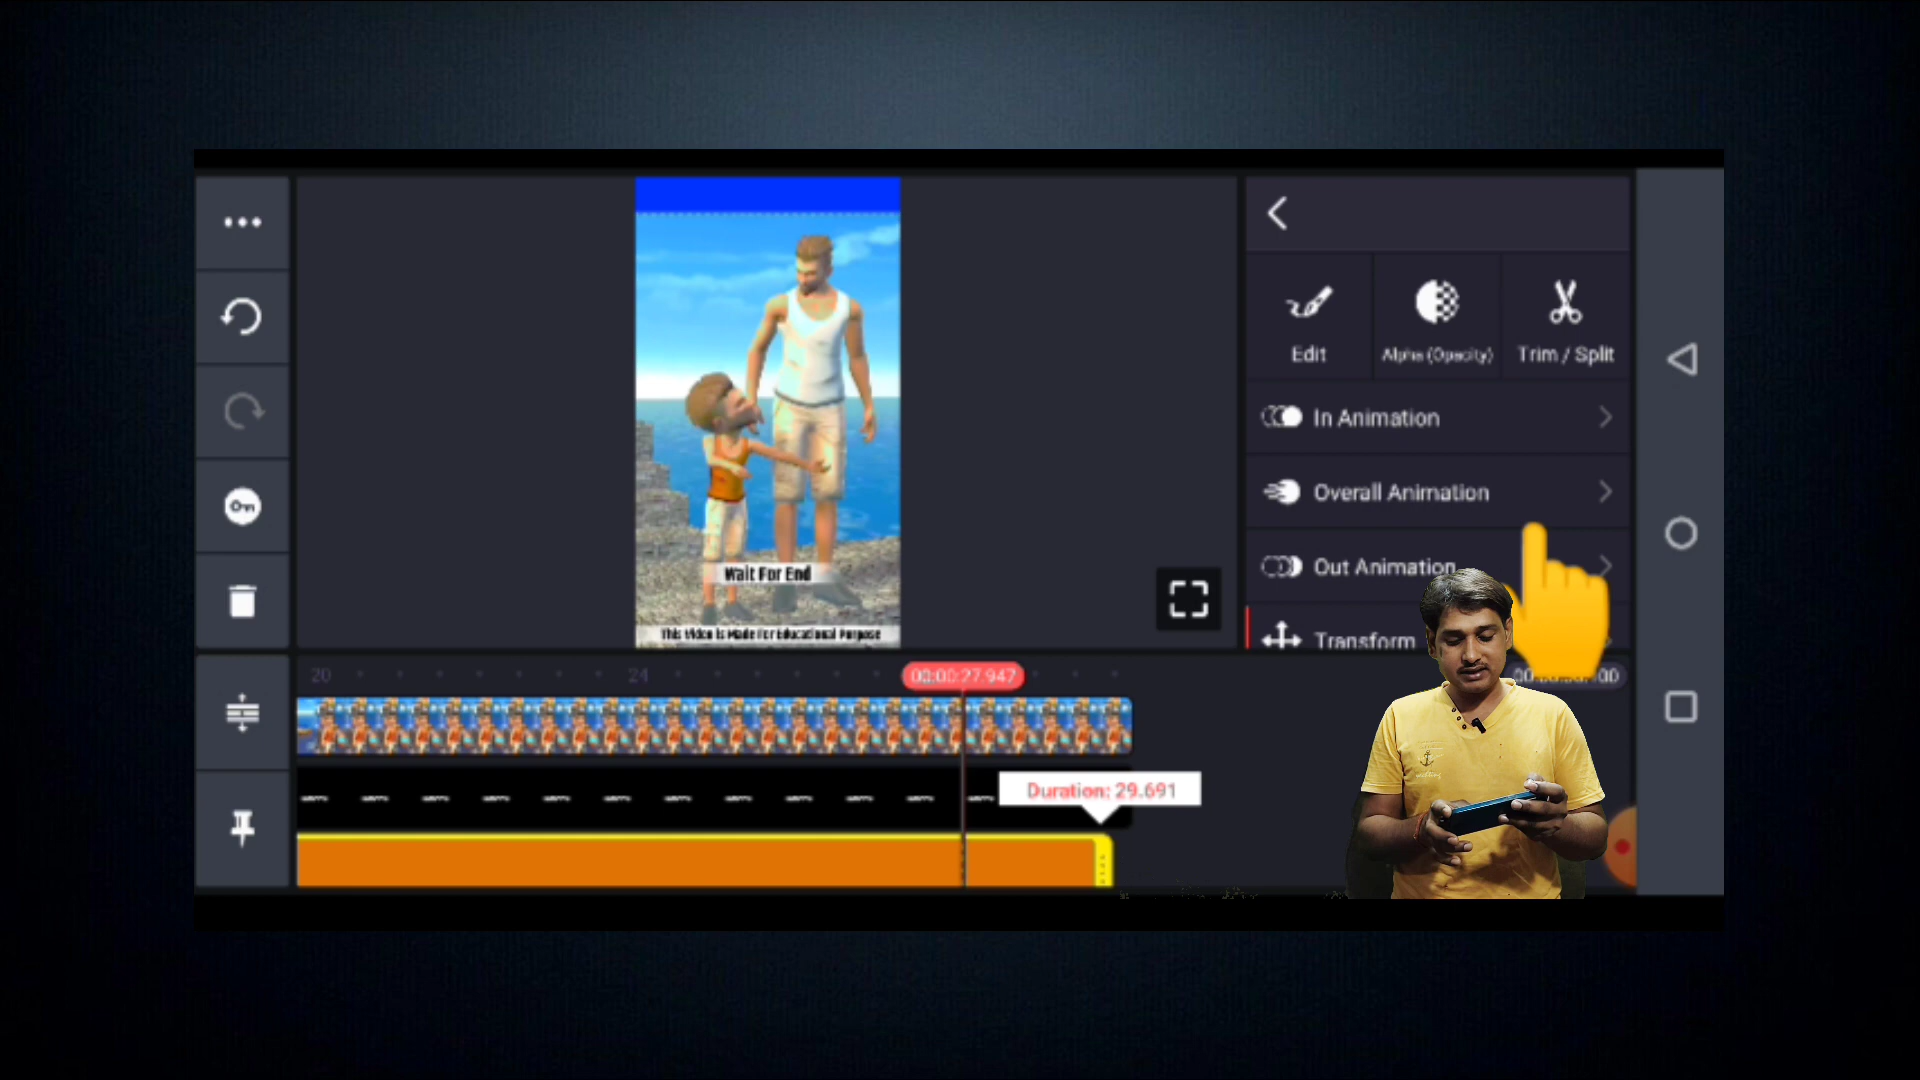 Edit
Alpha (Opacity)
Trim / Split
In Animation
Overall Animation
Out Animation
Transform
Wait For End
This Video is Made For Educational Purpose
20
24
00:00:27.947
Duration: 29.691